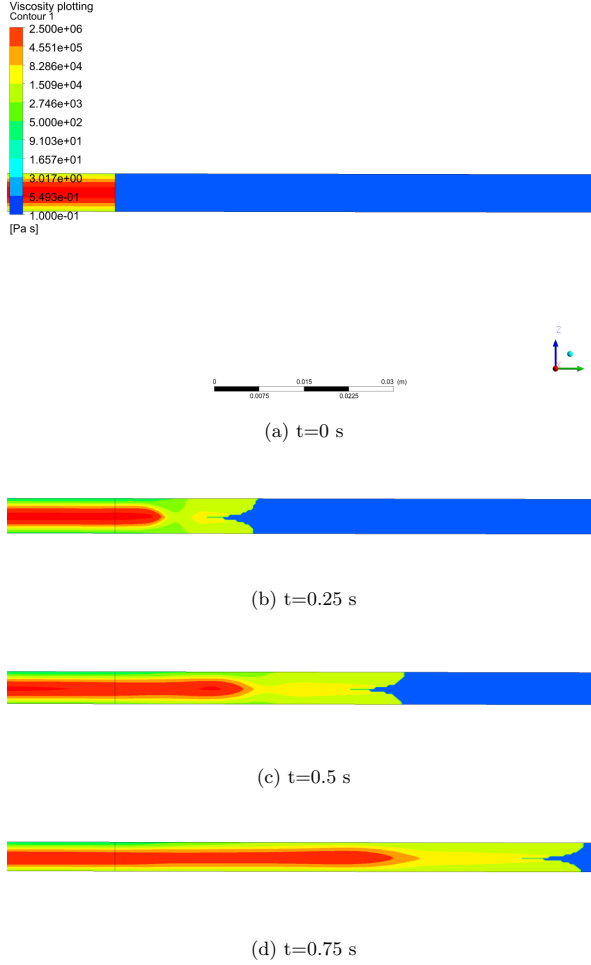 Viscosity plotting
Contour 1
2.500e+06
4.551e+05
8.286e+04
1.509e+04
2.746e+03
5.000e+02
9.103e+01
1.657e+01
3.017e+00
5.493e-01
1.000e-01
[Pa s]
Z
0 0.015 0.03 (m)
0.0075 0.0225
(a) t=0 s
(b) t=0.25 s
(c) t=0.5 s
(d) t=0.75 s